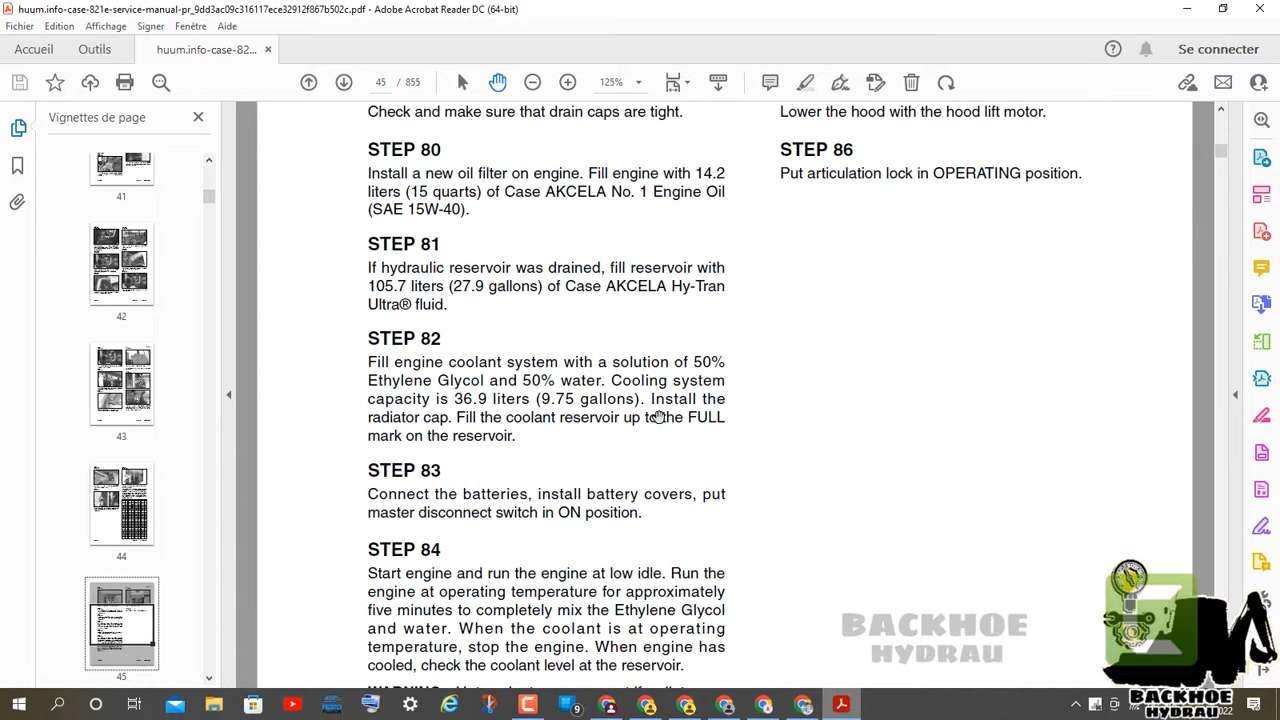 huum.info-case-821e-service-manual-pr_9dd3ac09c316117ece32912f867b502c.pdf - Adobe Acrobat Reader DC (64-bit)
Fichier Edition Affichage Signer Fenêtre Aide
Accueil Outils huum.info-case-82... × Se connecter
45 / 855 125%
Vignettes de page
41
42
43
44
45
Check and make sure that drain caps are tight.
STEP 80
Install a new oil filter on engine. Fill engine with 14.2
liters (15 quarts) of Case AKCELA No. 1 Engine Oil
(SAE 15W-40).
STEP 81
If hydraulic reservoir was drained, fill reservoir with
105.7 liters (27.9 gallons) of Case AKCELA Hy-Tran
Ultra® fluid.
STEP 82
Fill engine coolant system with a solution of 50%
Ethylene Glycol and 50% water. Cooling system
capacity is 36.9 liters (9.75 gallons). Install the
radiator cap. Fill the coolant reservoir up to the FULL
mark on the reservoir.
STEP 83
Connect the batteries, install battery covers, put
master disconnect switch in ON position.
STEP 84
Start engine and run the engine at low idle. Run the
engine at operating temperature for approximately
five minutes to completely mix the Ethylene Glycol
and water. When the coolant is at operating
temperature, stop the engine. When engine has
cooled, check the coolant level at the reservoir.
Lower the hood with the hood lift motor.
STEP 86
Put articulation lock in OPERATING position.
BACKHOE
HYDRAU
BACKHOE
HYDRAU